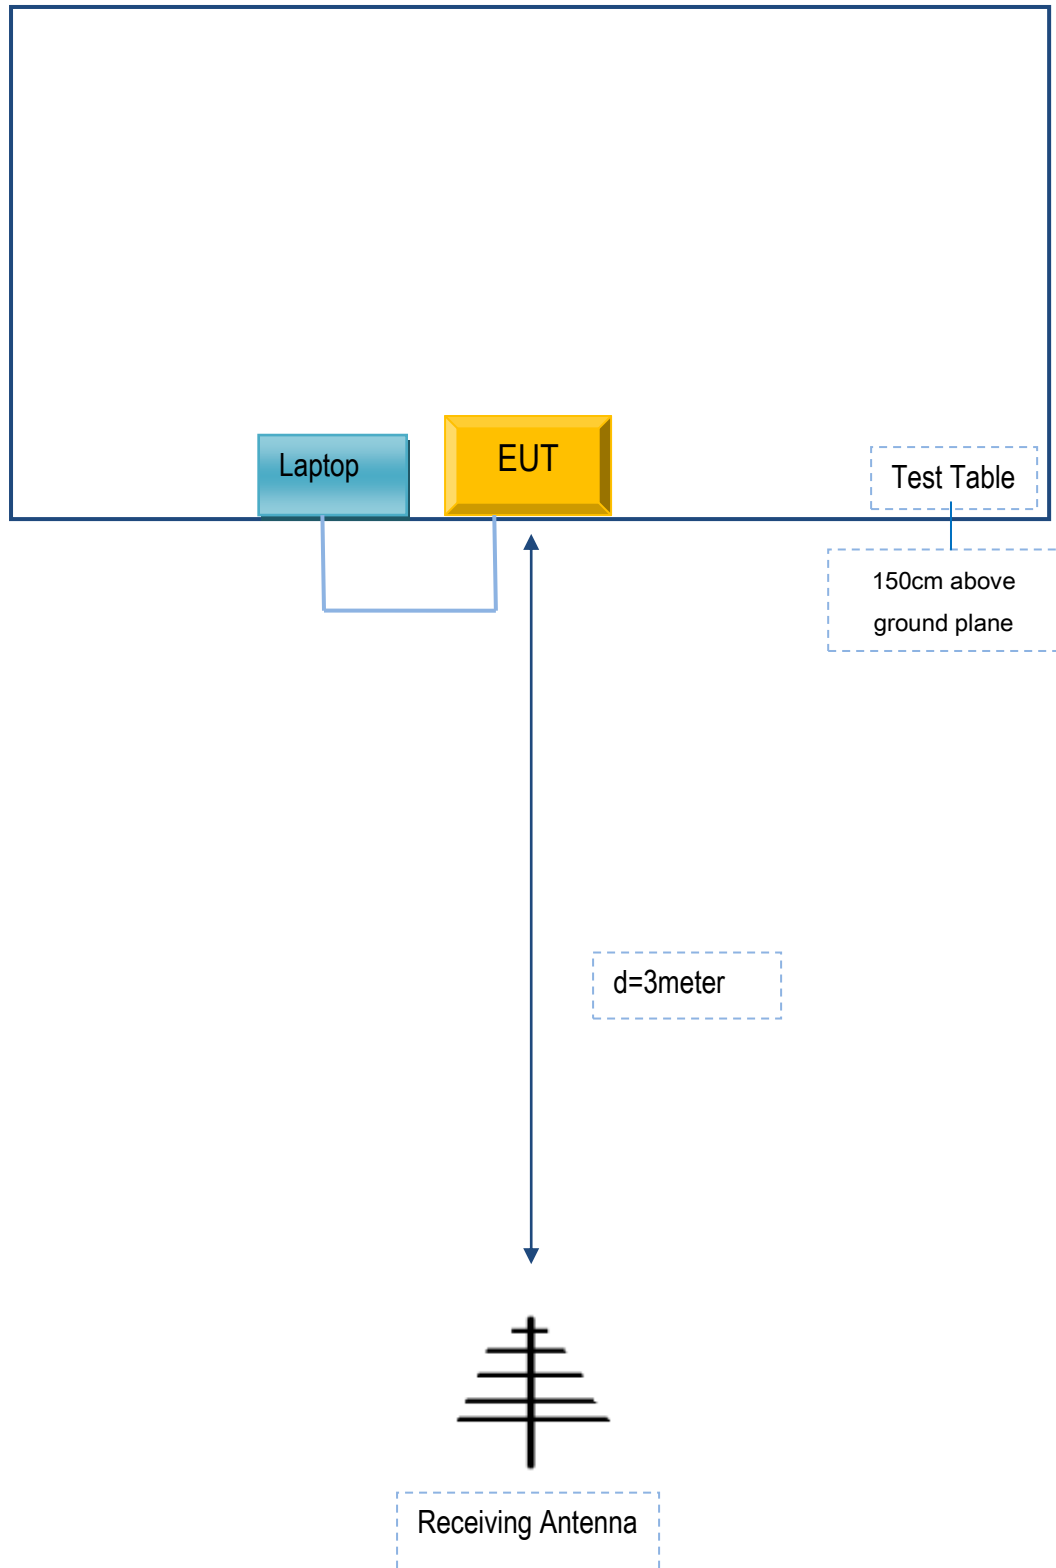 Laptop
EUT
Test Table
150cm above
ground plane
d=3meter
Receiving Antenna